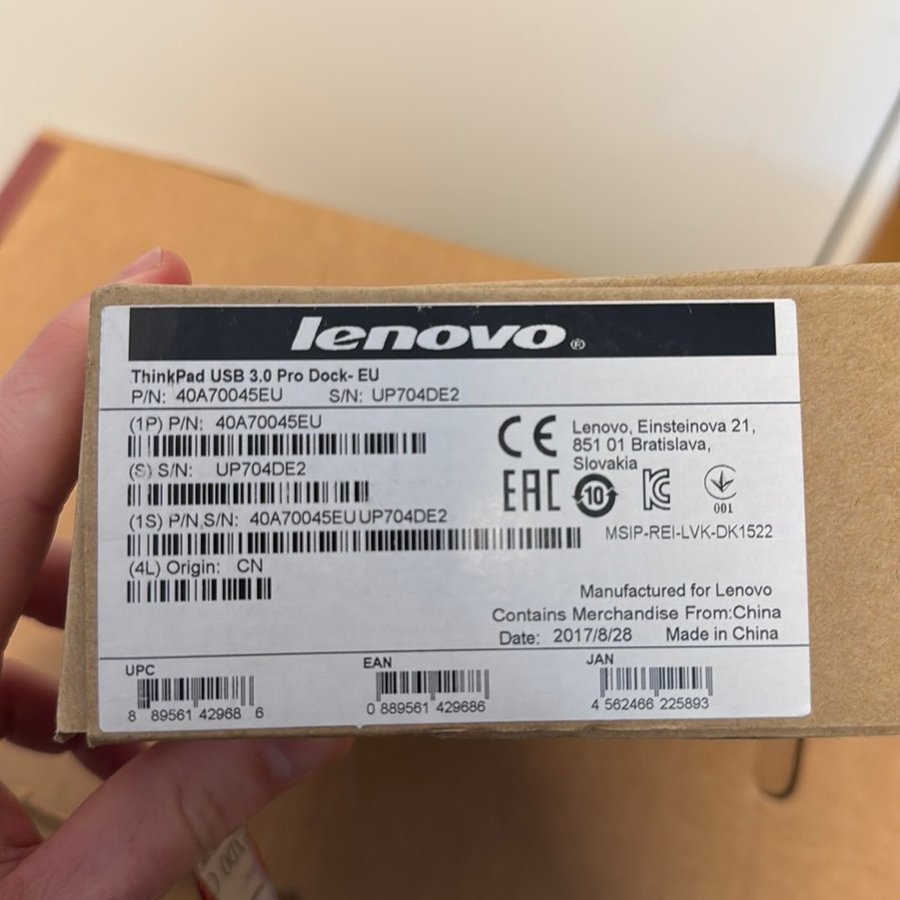 lenovo®
ThinkPad USB 3.0 Pro Dock- EU
P/N: 40A70045EU S/N: UP704DE2
(1P) P/N: 40A70045EU
(S) S/N: UP704DE2
(1S) P/N,S/N: 40A70045EUUP704DE2
(4L) Origin: CN
CE
Lenovo, Einsteinova 21,
851 01 Bratislava,
Slovakia
EAC
10
001
MSIP-REI-LVK-DK1522
Manufactured for Lenovo
Contains Merchandise From:China
Date: 2017/8/28 Made in China
UPC
8 89561 42968 6
EAN
0 889561 429686
JAN
4 562466 225893